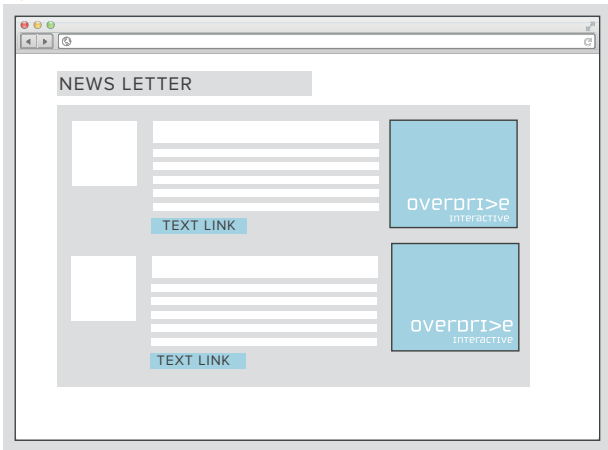 NEWS LETTER
overdri>e
interactive
TEXT LINK
overdri>e
interactive
TEXT LINK